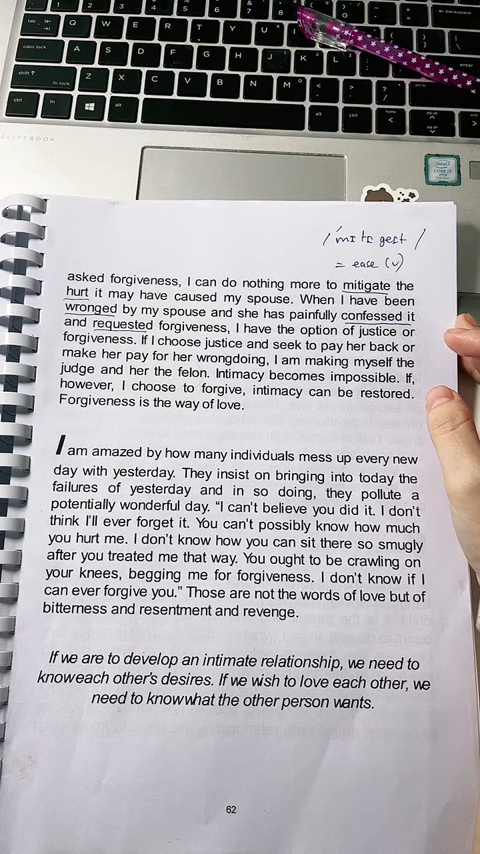 ELITEBOOK
/ˈmɪtɪgeɪt/
= ease (v)
asked forgiveness, I can do nothing more to mitigate the
hurt it may have caused my spouse. When I have been
wronged by my spouse and she has painfully confessed it
and requested forgiveness, I have the option of justice or
forgiveness. If I choose justice and seek to pay her back or
make her pay for her wrongdoing, I am making myself the
judge and her the felon. Intimacy becomes impossible. If,
however, I choose to forgive, intimacy can be restored.
Forgiveness is the way of love.
I am amazed by how many individuals mess up every new
day with yesterday. They insist on bringing into today the
failures of yesterday and in so doing, they pollute a
potentially wonderful day. “I can’t believe you did it. I don’t
think I’ll ever forget it. You can’t possibly know how much
you hurt me. I don’t know how you can sit there so smugly
after you treated me that way. You ought to be crawling on
your knees, begging me for forgiveness. I don’t know if I
can ever forgive you.” Those are not the words of love but of
bitterness and resentment and revenge.
If we are to develop an intimate relationship, we need to
know each other’s desires. If we wish to love each other, we
need to know what the other person wants.
62